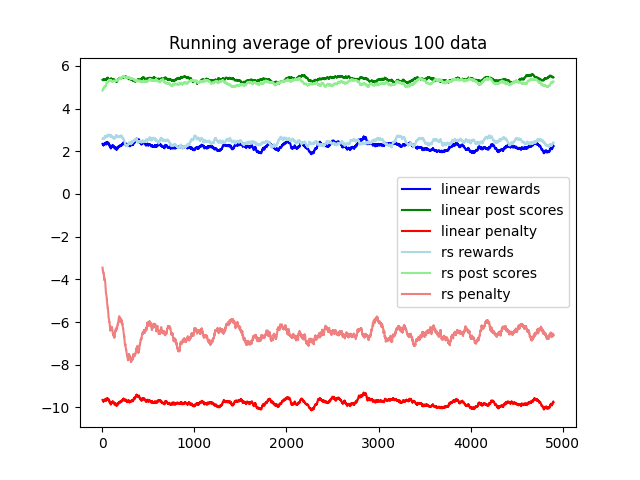 Running average of previous 100 data
6
4
2
0
−2
−4
−6
−8
−10
linear rewards
linear post scores
linear penalty
rs rewards
rs post scores
rs penalty
0 1000 2000 3000 4000 5000